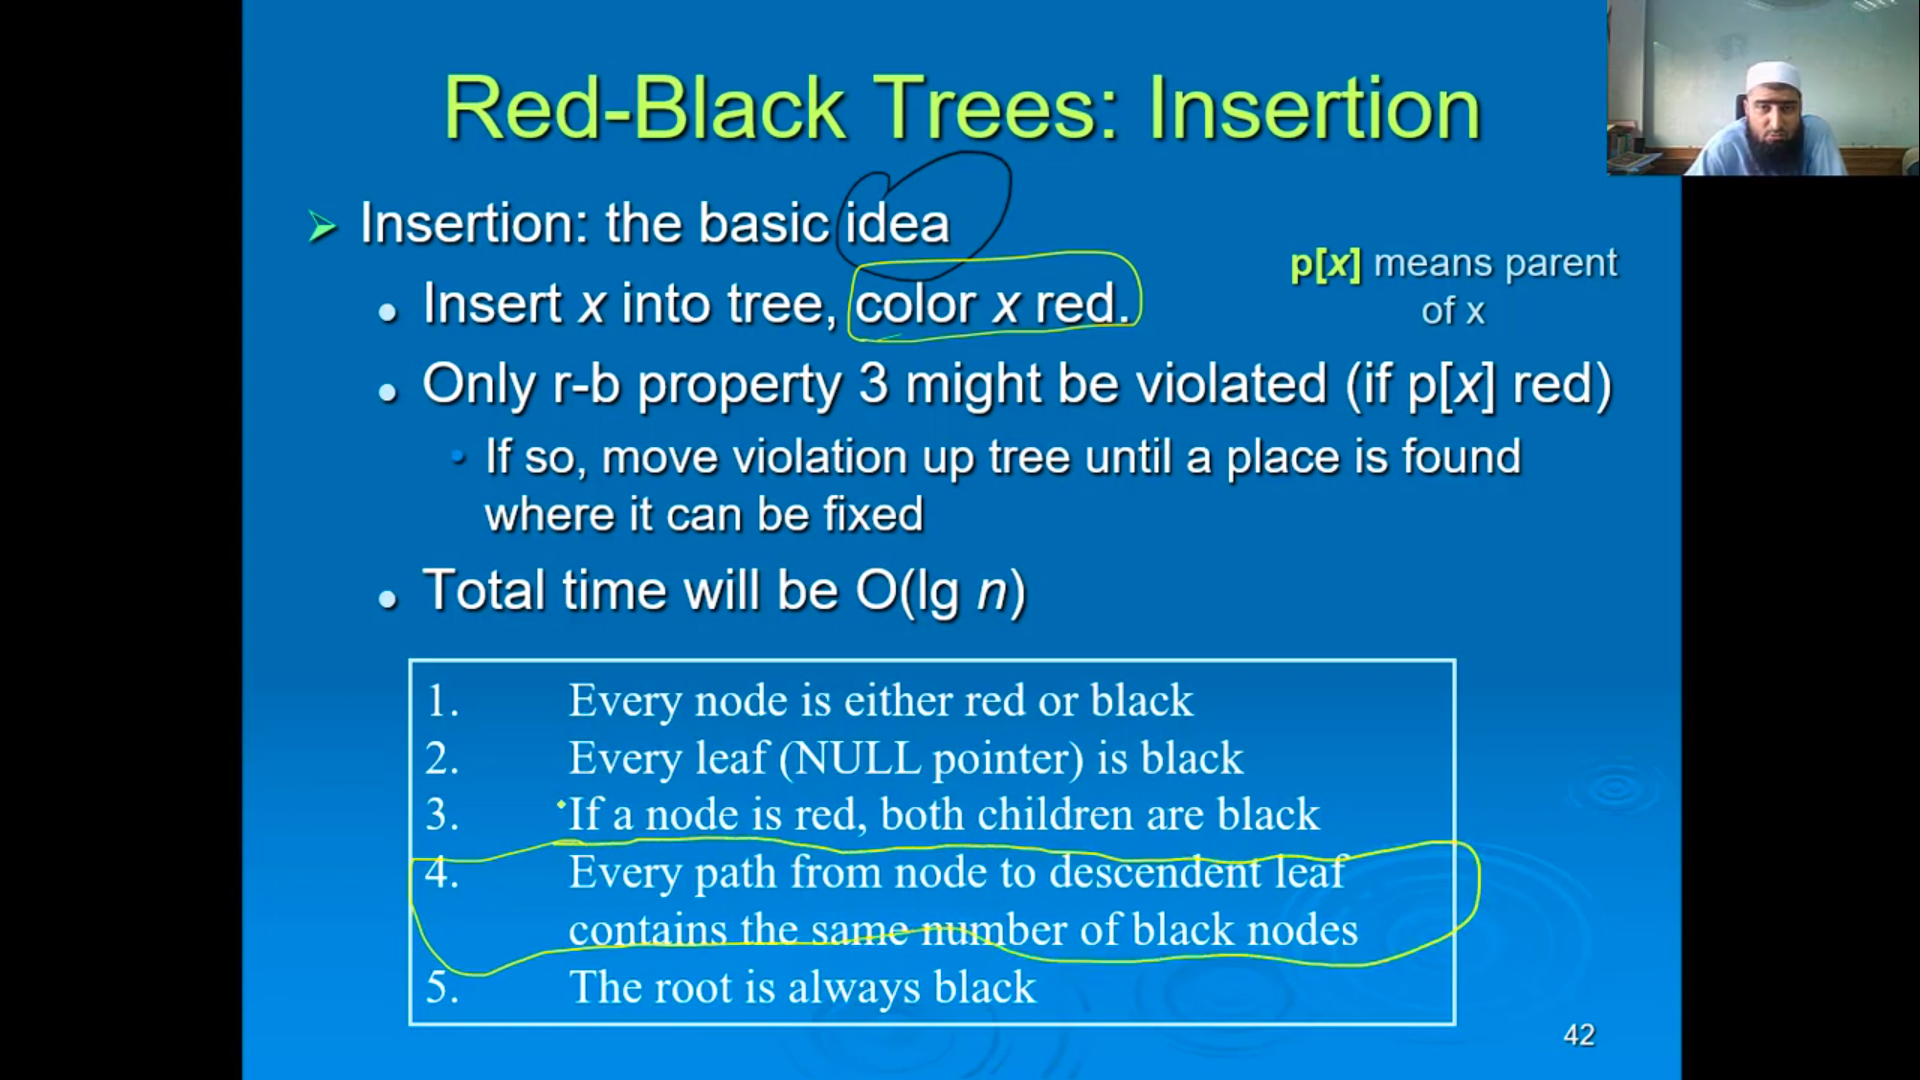 Red-Black Trees: Insertion
Insertion: the basic idea
Insert x into tree, color x red.
p[x] means parent
of x
Only r-b property 3 might be violated (if p[x] red)
If so, move violation up tree until a place is found
where it can be fixed
Total time will be O(lg n)
1. Every node is either red or black
2. Every leaf (NULL pointer) is black
3. If a node is red, both children are black
4. Every path from node to descendent leaf
contains the same number of black nodes
5. The root is always black
42